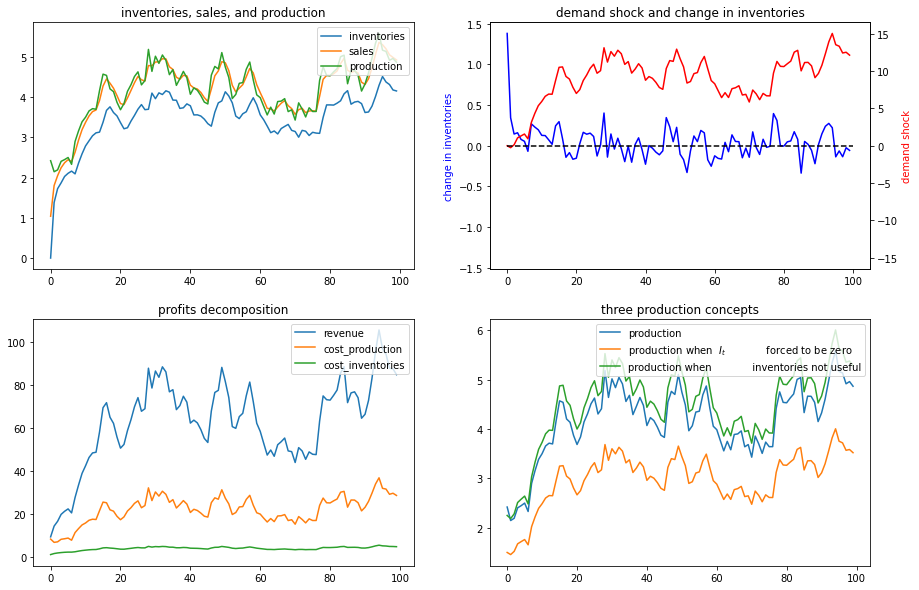 inventories, sales, and production
inventories
sales
production
5
4
3
2
1
0
0 20 40 60 80 100
demand shock and change in inventories
change in inventories
1.5
1.0
0.5
0.0
−0.5
−1.0
−1.5
15
10
5
0
−5
−10
−15
demand shock
0 20 40 60 80 100
profits decomposition
revenue
cost_production
cost_inventories
100
80
60
40
20
0
0 20 40 60 80 100
three production concepts
production
production when I_t forced to be zero
production when inventories not useful
6
5
4
3
2
0 20 40 60 80 100